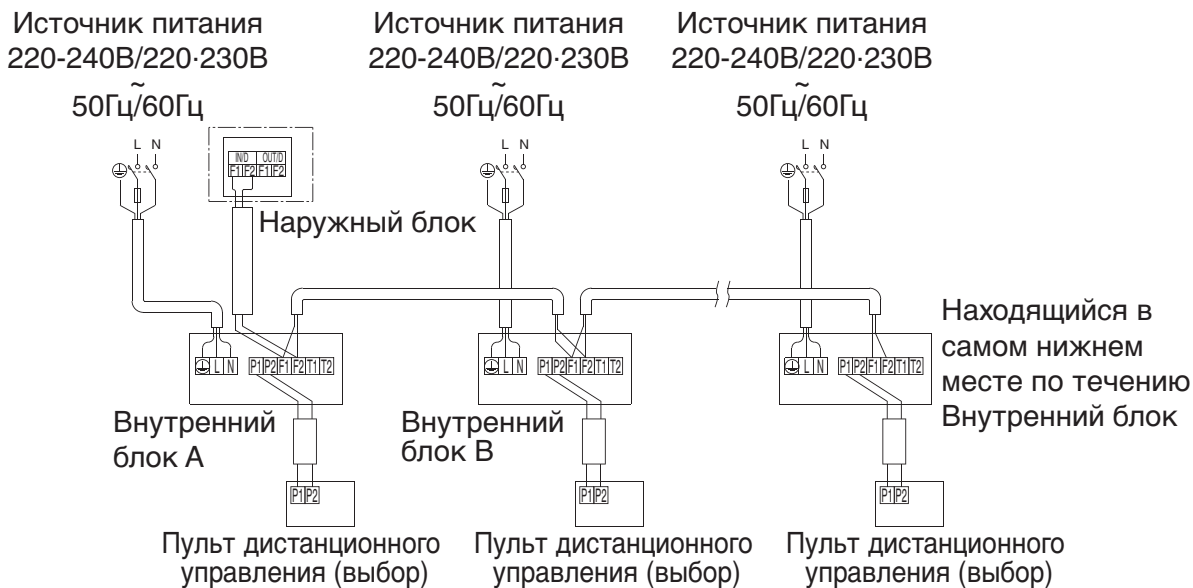 Источник питания
220-240В/220·230В
~
50Гц/60Гц
Источник питания
220-240В/220·230В
~
50Гц/60Гц
Источник питания
220-240В/220·230В
~
50Гц/60Гц
L N
IN/D OUT/D
F1 F2 F1 F2
Наружный блок
L N
L N
L N
P1 P2 F1 F2 T1 T2
L N
P1 P2 F1 F2 T1 T2
L N
P1 P2 F1 F2 T1 T2
Находящийся в
самом нижнем
месте по течению
Внутренний блок
Внутренний
блок A
Внутренний
блок B
P1 P2
P1 P2
P1 P2
Пульт дистанционного
управления (выбор)
Пульт дистанционного
управления (выбор)
Пульт дистанционного
управления (выбор)